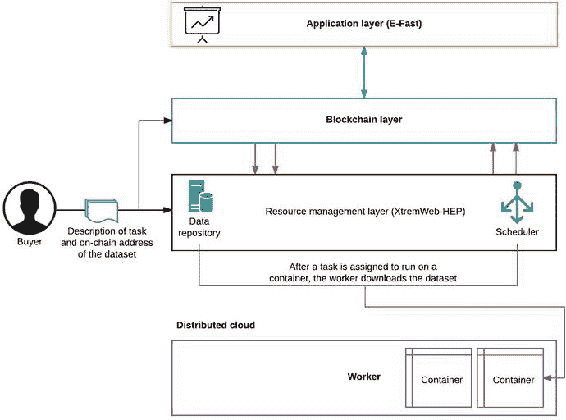 Application layer (E-Fast)
Blockchain layer
Buyer
Description of task
and on-chain address
of the dataset
Data
repository
Resource management layer (XtremWeb-HEP)
Scheduler
After a task is assigned to run on a
container, the worker downloads the dataset
Distributed cloud
Worker
Container
Container